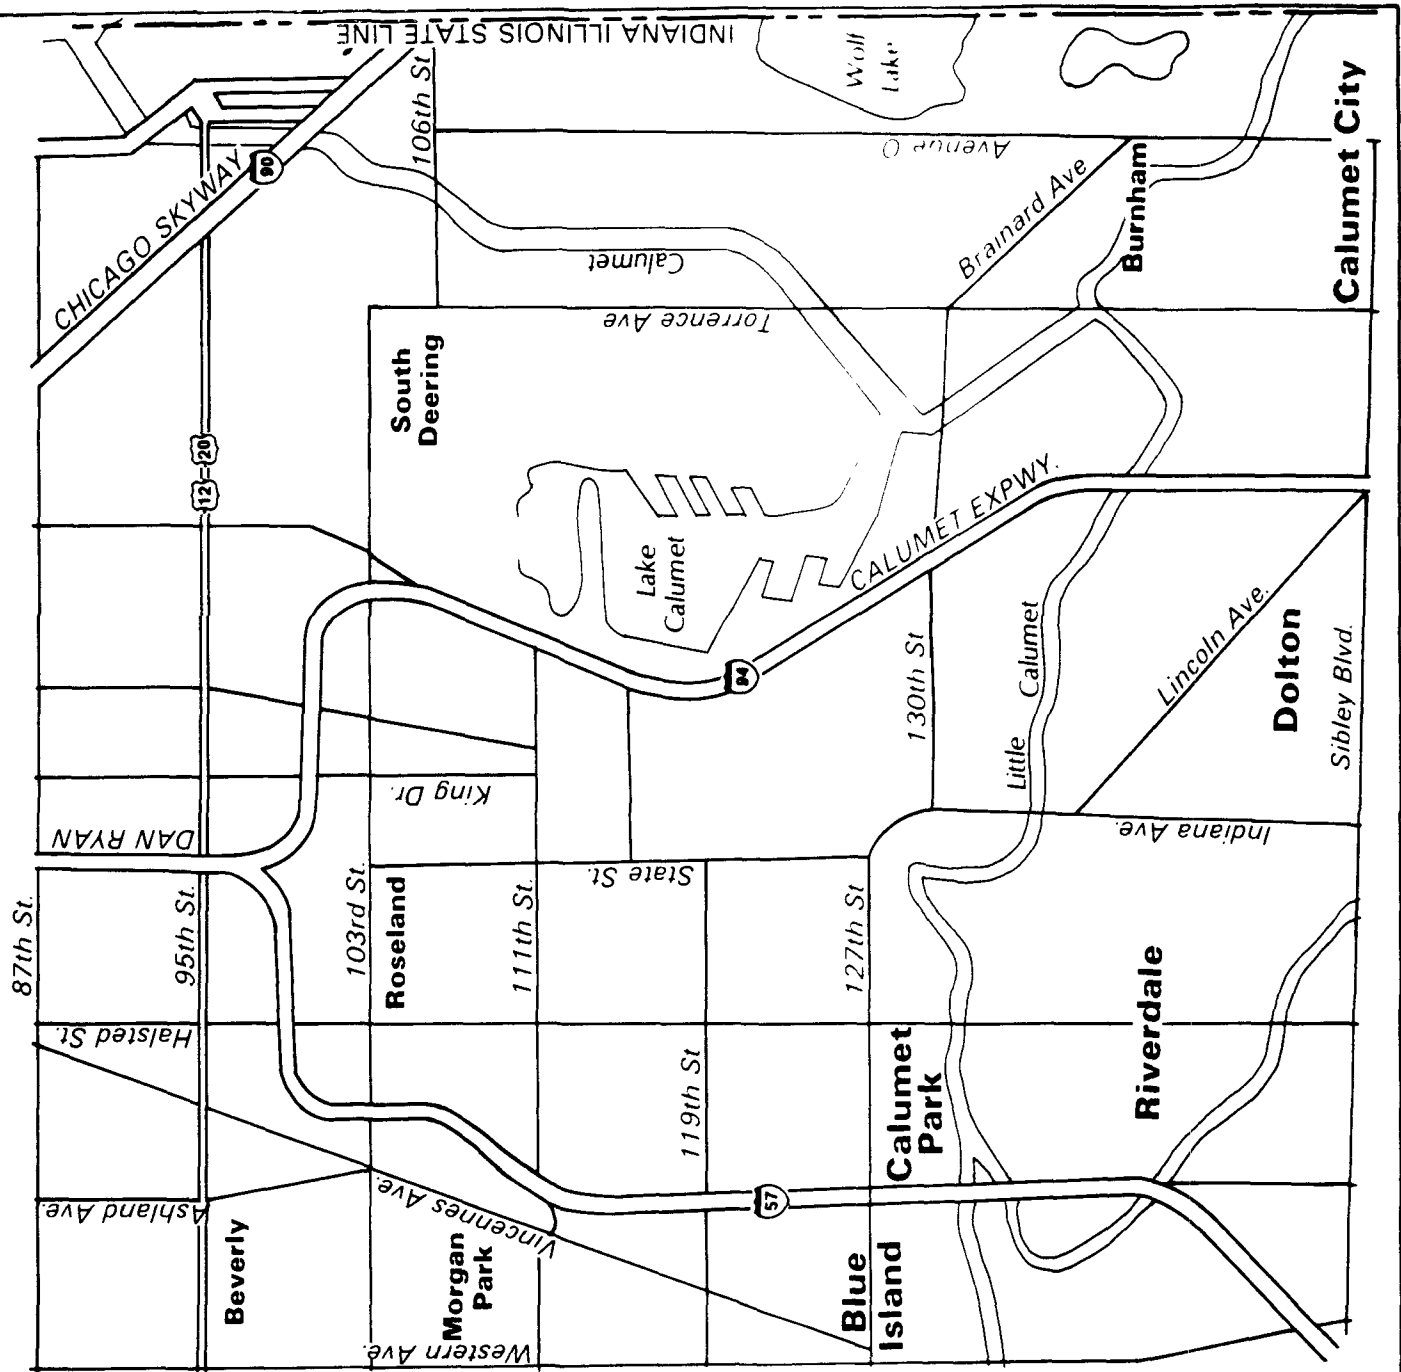 INDIANA ILLINOIS STATE LINE
CHICAGO SKYWAY
90
106th St
Wolf
Lake
Avenue O
Brainard Ave
Burnham
Calumet City
Calumet
Torrence Ave
South
Deering
12
20
Lake
Calumet
CALUMET EXPWY.
94
130th St
Little Calumet
Lincoln Ave.
Dolton
Sibley Blvd.
Indiana Ave.
King Dr.
DAN RYAN
State St.
87th St.
95th St.
103rd St.
Roseland
111th St.
127th St
119th St
Halsted St.
Calumet
Park
Riverdale
57
Ashland Ave.
Vincennes Ave.
Beverly
Morgan
Park
Western Ave.
Blue
Island